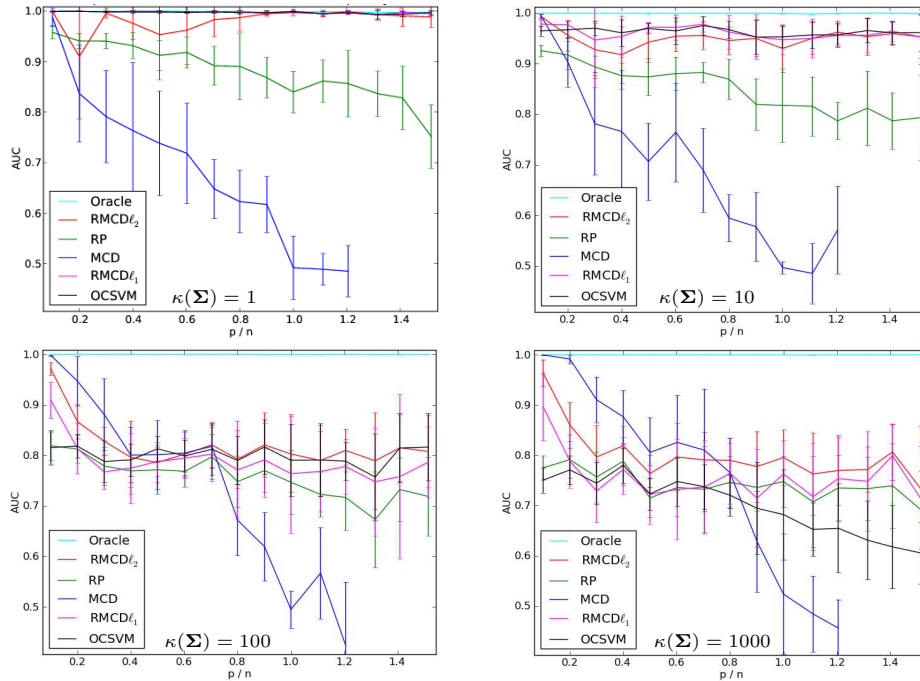 1.0
0.9
0.8
0.7
0.6
0.5
AUC
Oracle
RMCDℓ₂
RP
MCD
RMCDℓ₁
OCSVM
κ(Σ) = 1
0.2 0.4 0.6 0.8 1.0 1.2 1.4
p / n
1.0
0.9
0.8
0.7
0.6
0.5
AUC
Oracle
RMCDℓ₂
RP
MCD
RMCDℓ₁
OCSVM
κ(Σ) = 10
0.2 0.4 0.6 0.8 1.0 1.2 1.4
p / n
1.0
0.9
0.8
0.7
0.6
0.5
AUC
Oracle
RMCDℓ₂
RP
MCD
RMCDℓ₁
OCSVM
κ(Σ) = 100
0.2 0.4 0.6 0.8 1.0 1.2 1.4
p / n
1.0
0.9
0.8
0.7
0.6
0.5
AUC
Oracle
RMCDℓ₂
RP
MCD
RMCDℓ₁
OCSVM
κ(Σ) = 1000
0.2 0.4 0.6 0.8 1.0 1.2 1.4
p / n